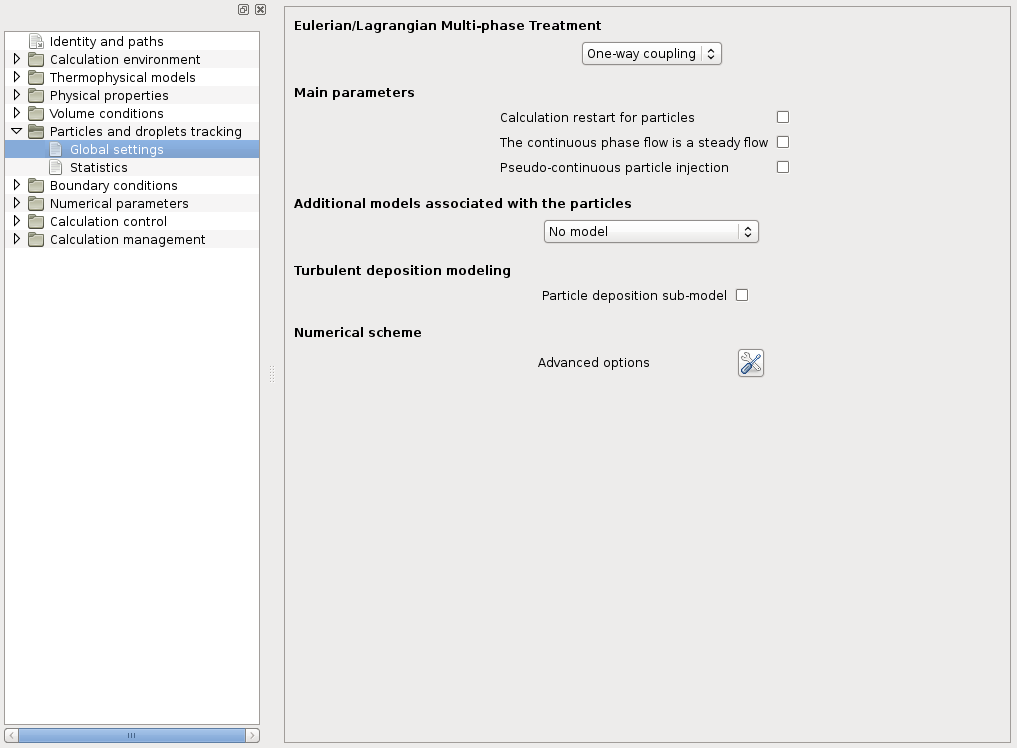 Identity and paths
Calculation environment
Thermophysical models
Physical properties
Volume conditions
Particles and droplets tracking
Global settings
Statistics
Boundary conditions
Numerical parameters
Calculation control
Calculation management
Eulerian/Lagrangian Multi-phase Treatment
One-way coupling
Main parameters
Calculation restart for particles
The continuous phase flow is a steady flow
Pseudo-continuous particle injection
Additional models associated with the particles
No model
Turbulent deposition modeling
Particle deposition sub-model
Numerical scheme
Advanced options